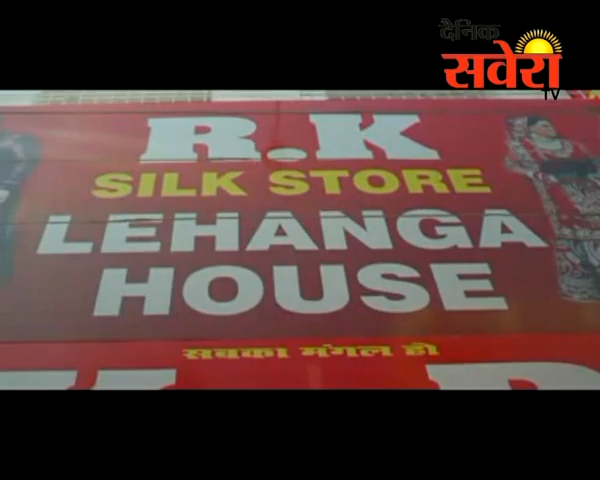 दैनिक
सवेरा
TV
R.K
SILK STORE
LEHANGA
HOUSE
सबका मंगल हो